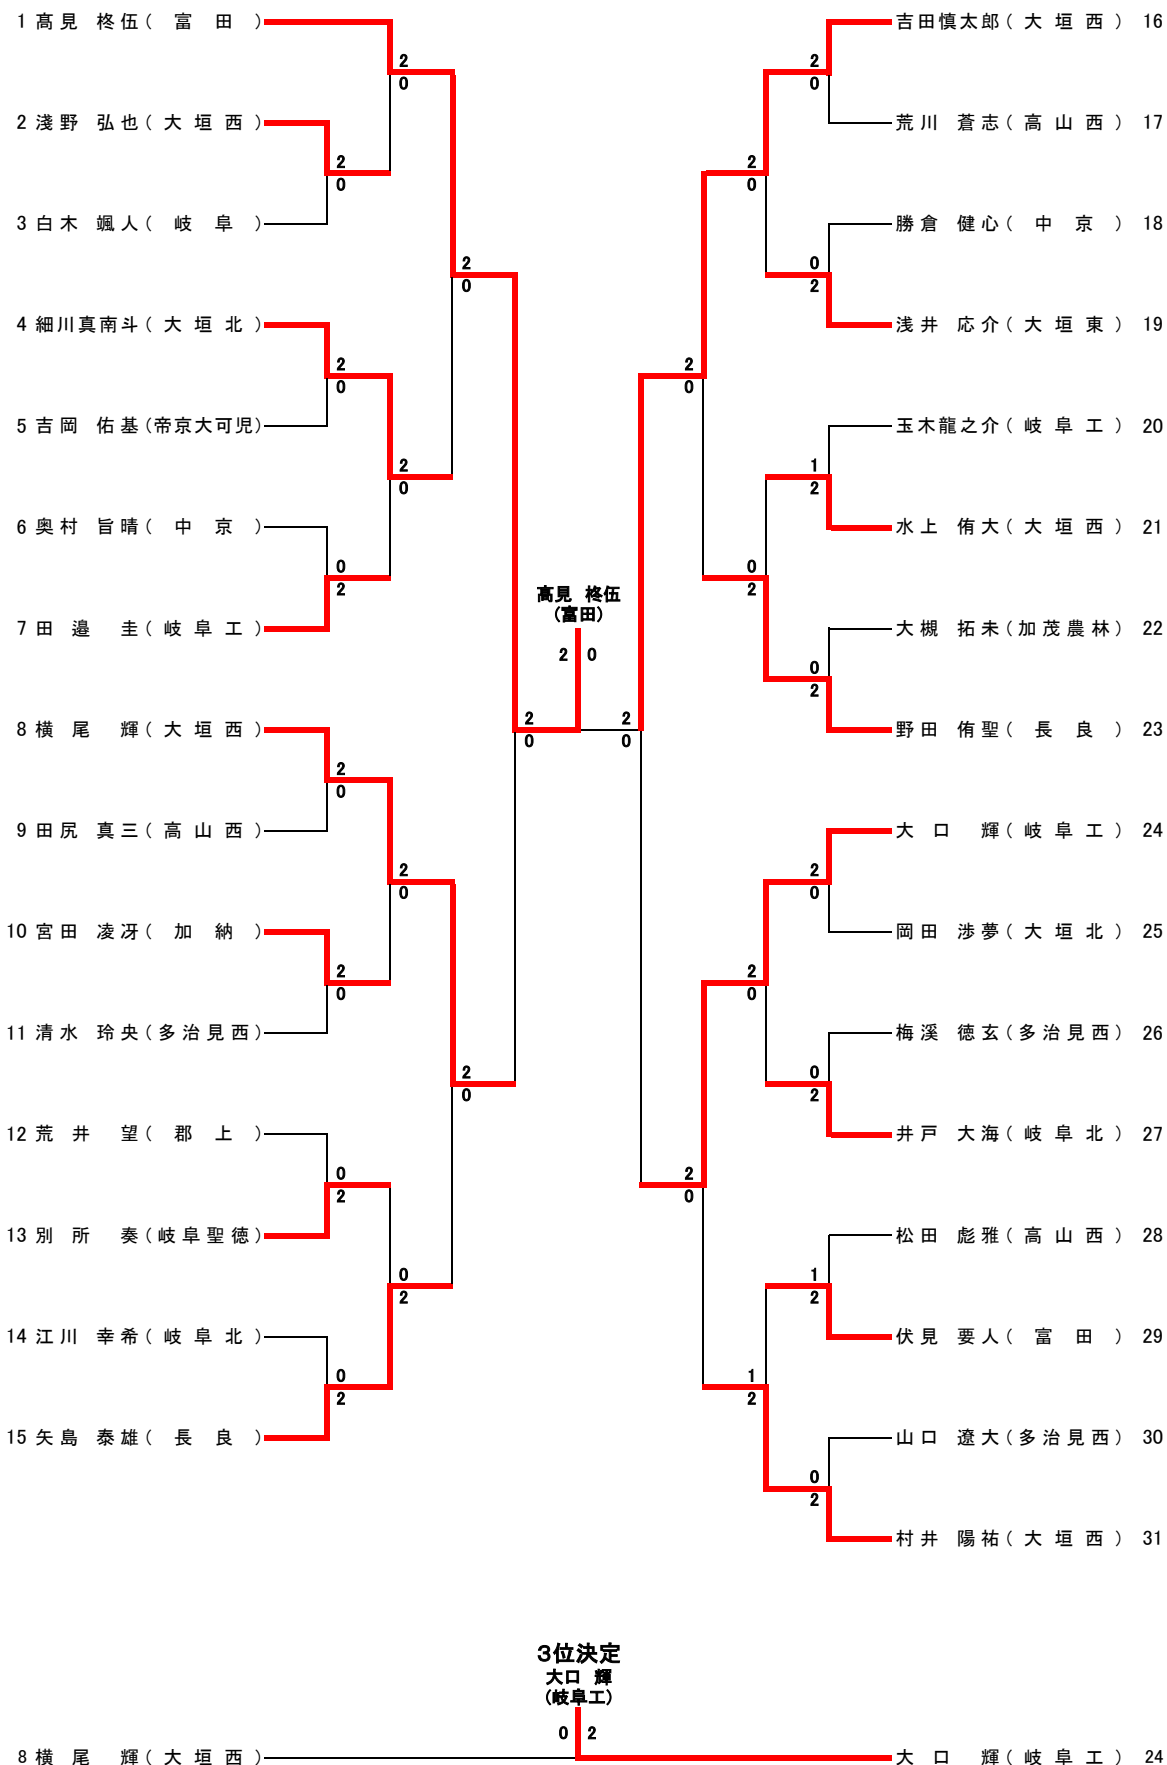 1 髙見 柊伍(富田)
2 淺野 弘也(大垣西)
3 白木 颯人(岐阜)
4 細川真南斗(大垣北)
5 吉岡 佑基(帝京大可児)
6 奥村 旨晴(中京)
7 田邉 圭(岐阜工)
8 横尾 輝(大垣西)
9 田尻 真三(高山西)
10 宮田 凌冴(加納)
11 清水 玲央(多治見西)
12 荒井 望(郡上)
13 別所 奏(岐阜聖徳)
14 江川 幸希(岐阜北)
15 矢島 泰雄(長良)
2
0
2
0
2
0
2
0
2
0
0
2
2
0
2
0
2
0
2
0
0
2
0
2
0
2
2
0
髙見 柊伍
(富田)
2 0
2
0
吉田慎太郎(大垣西) 16
荒川 蒼志(高山西) 17
勝倉 健心(中京) 18
浅井 応介(大垣東) 19
玉木龍之介(岐阜工) 20
水上 侑大(大垣西) 21
大槻 拓未(加茂農林) 22
野田 侑聖(長良) 23
大口 輝(岐阜工) 24
岡田 渉夢(大垣北) 25
梅溪 徳玄(多治見西) 26
井戸 大海(岐阜北) 27
松田 彪雅(高山西) 28
伏見 要人(富田) 29
山口 遼大(多治見西) 30
村井 陽祐(大垣西) 31
2
0
2
0
0
2
2
0
1
2
0
2
0
2
2
0
2
0
0
2
2
0
1
2
1
2
0
2
3位決定
大口 輝
(岐阜工)
0 2
8 横尾 輝(大垣西)
大口 輝(岐阜工) 24